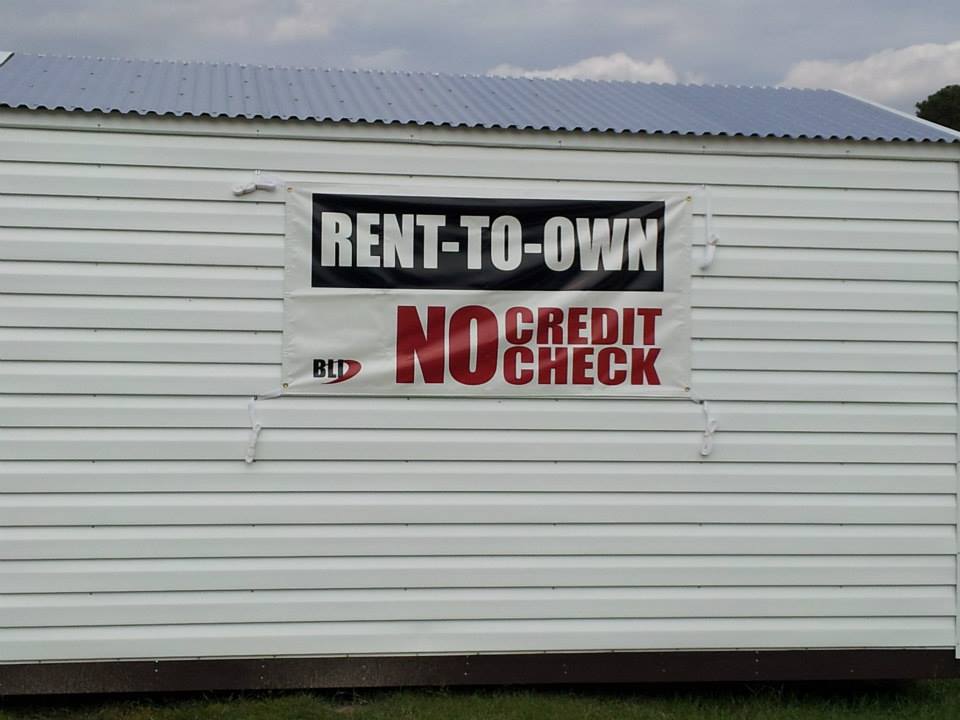 RENT-TO-OWN
NO CREDIT
CHECK
BLI